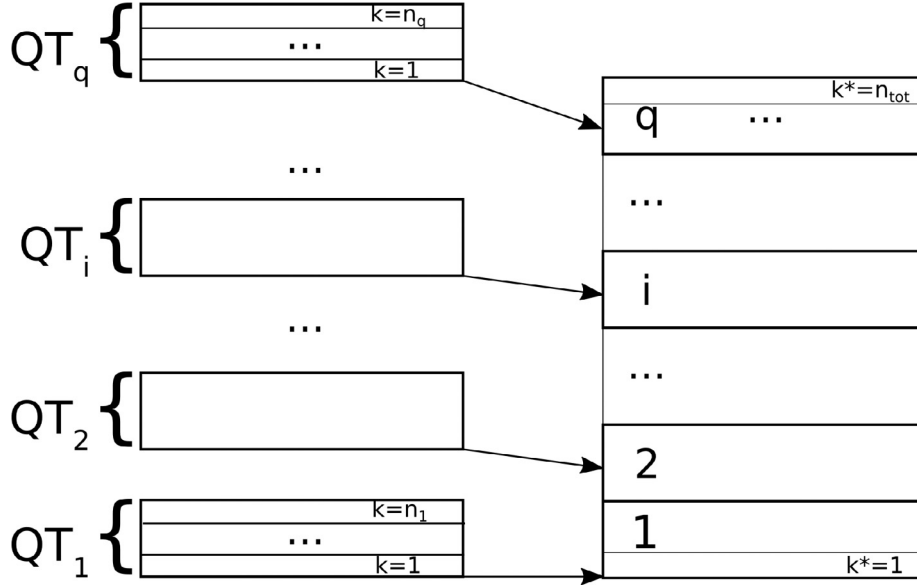 k=n_q
QT_q
...
k=1
k*=n_tot
q ...
...
...
QT_i
i
...
...
QT_2
2
k=n_1
1
QT_1
...
k=1
k*=1